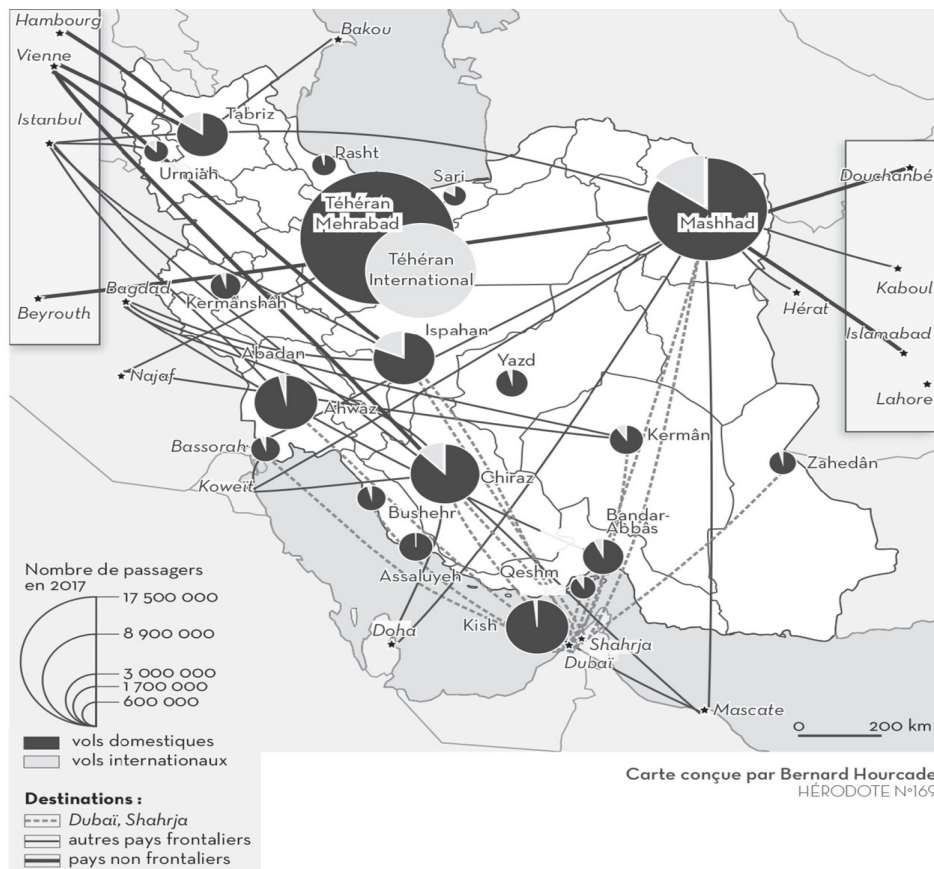 Hambourg
Bakou
Vienne
Istanbul
Tabriz
Urmiah
Rasht
Sari
Téhéran
Mehrabad
Téhéran
International
Mashhad
Douchanbé
Kaboul
Hérat
Islamabad
Lahore
Beyrouth
Bagdad
Kermânshâh
Ispahan
Yazd
Abadan
Najaf
Ahwâz
Kermân
Bassorah
Zahedân
Koweït
Chiraz
Bushehr
Bandar-
Abbâs
Assaluyeh
Qeshm
Kish
Doha
Shahrja
Dubaï
Mascate
Nombre de passagers
en 2017
17 500 000
8 900 000
3 000 000
1 700 000
600 000
vols domestiques
vols internationaux
0 200 km
Carte conçue par Bernard Hourcade
HÉRODOTE N°169
Destinations :
Dubaï, Shahrja
autres pays frontaliers
pays non frontaliers